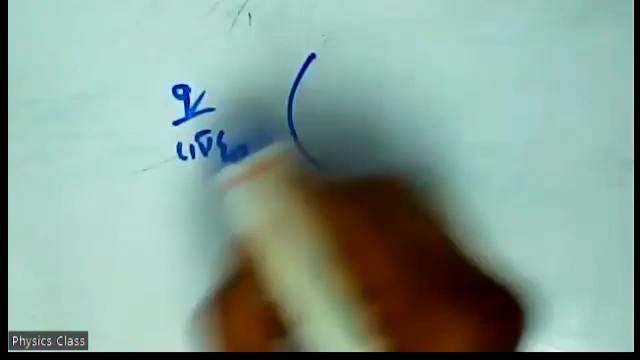 q
4πε₀ (
Physics Class